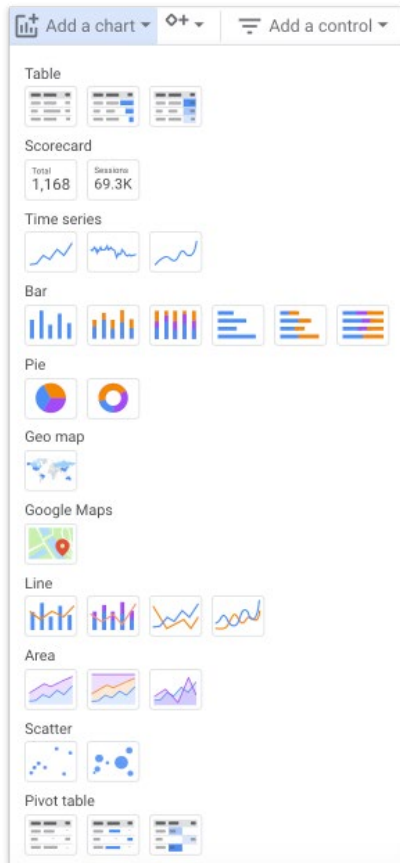 Add a chart
Add a control
Table
Scorecard
Total
1,168
Sessions
69.3K
Time series
Bar
Pie
Geo map
Google Maps
Line
Area
Scatter
Pivot table